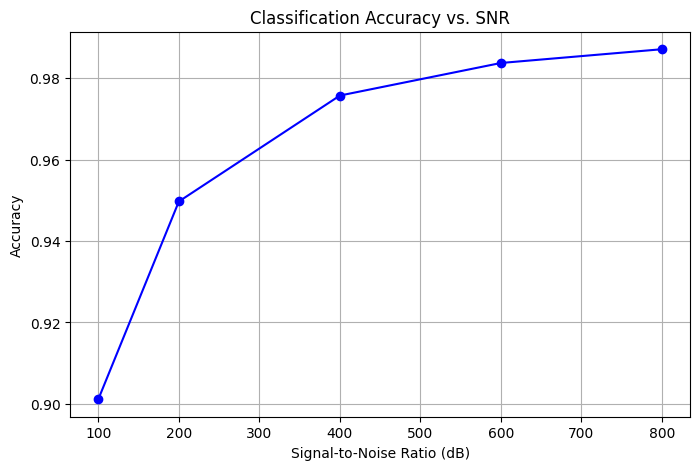 Classification Accuracy vs. SNR
0.98
0.96
0.94
0.92
0.90
Accuracy
100 200 300 400 500 600 700 800
Signal-to-Noise Ratio (dB)